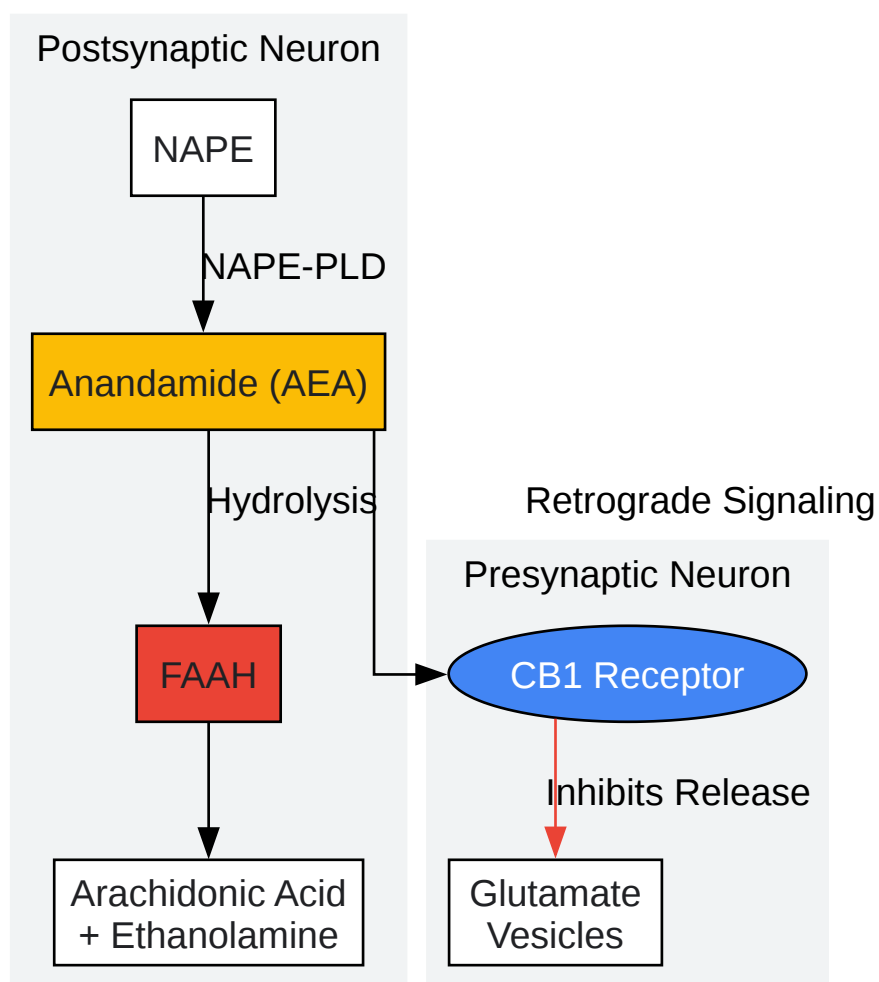 Postsynaptic Neuron
NAPE
NAPE-PLD
Anandamide (AEA)
Hydrolysis
FAAH
Arachidonic Acid
+ Ethanolamine
Retrograde Signaling
Presynaptic Neuron
CB1 Receptor
Inhibits Release
Glutamate
Vesicles